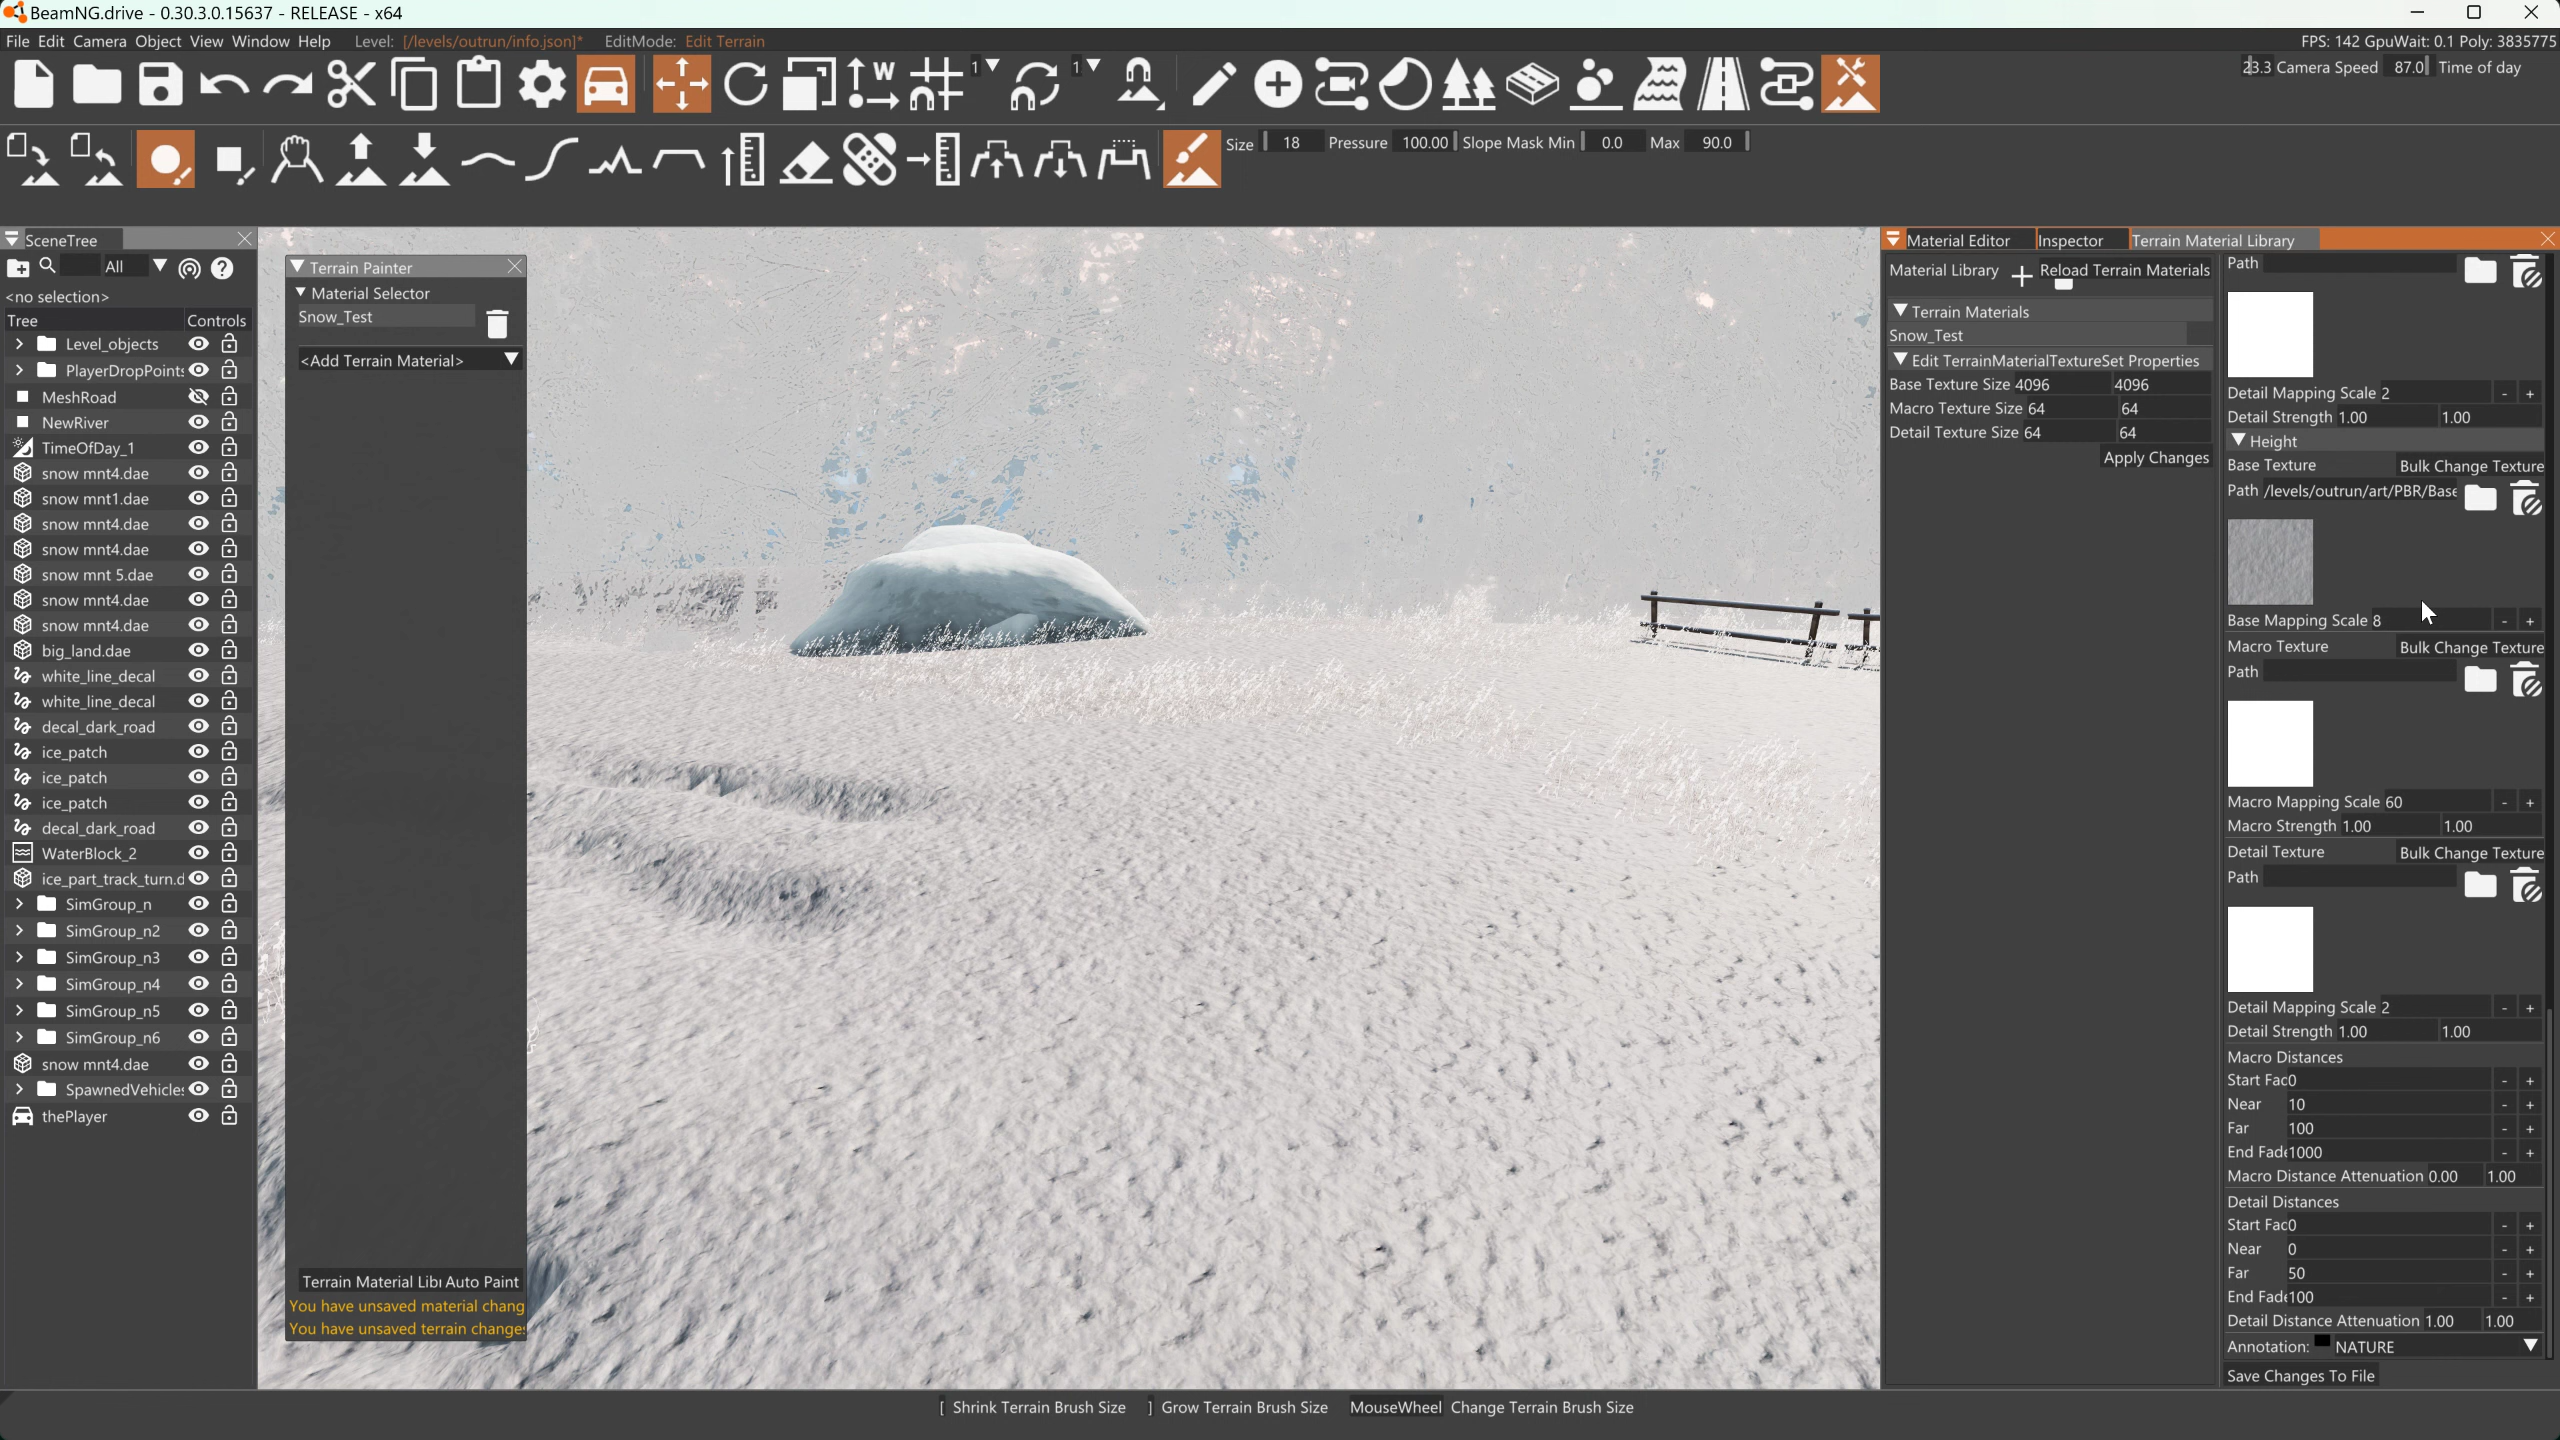 BeamNG.drive - 0.30.3.0.15637 - RELEASE - x64
File Edit Camera Object View Window Help Level: [/levels/outrun/info.json]* EditMode: Edit Terrain
FPS: 142 GpuWait: 0.1 Poly: 3835775
W 1 1
23.3 Camera Speed 87.0 Time of day
Size 18 Pressure 100.00 Slope Mask Min 0.0 Max 90.0
SceneTree
All
<no selection>
Tree Controls
Level_objects
PlayerDropPoints
MeshRoad
NewRiver
TimeOfDay_1
snow mnt4.dae
snow mnt1.dae
snow mnt4.dae
snow mnt4.dae
snow mnt 5.dae
snow mnt4.dae
snow mnt4.dae
big_land.dae
white_line_decal
white_line_decal
decal_dark_road
ice_patch
ice_patch
ice_patch
decal_dark_road
WaterBlock_2
ice_part_track_turn.d
SimGroup_n
SimGroup_n2
SimGroup_n3
SimGroup_n4
SimGroup_n5
SimGroup_n6
snow mnt4.dae
SpawnedVehicles
thePlayer
Terrain Painter
Material Selector
Snow_Test
<Add Terrain Material>
Terrain Material Libr Auto Paint
You have unsaved material chang
You have unsaved terrain changes
Material Editor Inspector Terrain Material Library
Material Library + Reload Terrain Materials
Terrain Materials
Snow_Test
Edit TerrainMaterialTextureSet Properties
Base Texture Size 4096 4096
Macro Texture Size 64 64
Detail Texture Size 64 64
Apply Changes
Path
Detail Mapping Scale 2 - +
Detail Strength 1.00 1.00
Height
Base Texture Bulk Change Texture
Path /levels/outrun/art/PBR/Base
Base Mapping Scale 8 - +
Macro Texture Bulk Change Texture
Path
Macro Mapping Scale 60 - +
Macro Strength 1.00 1.00
Detail Texture Bulk Change Texture
Path
Detail Mapping Scale 2 - +
Detail Strength 1.00 1.00
Macro Distances
Start Fac 0 - +
Near 10 - +
Far 100 - +
End Fade 1000 - +
Macro Distance Attenuation 0.00 1.00
Detail Distances
Start Fac 0 - +
Near 0 - +
Far 50 - +
End Fade 100 - +
Detail Distance Attenuation 1.00 1.00
Annotation: NATURE
Save Changes To File
[ Shrink Terrain Brush Size ] Grow Terrain Brush Size MouseWheel Change Terrain Brush Size